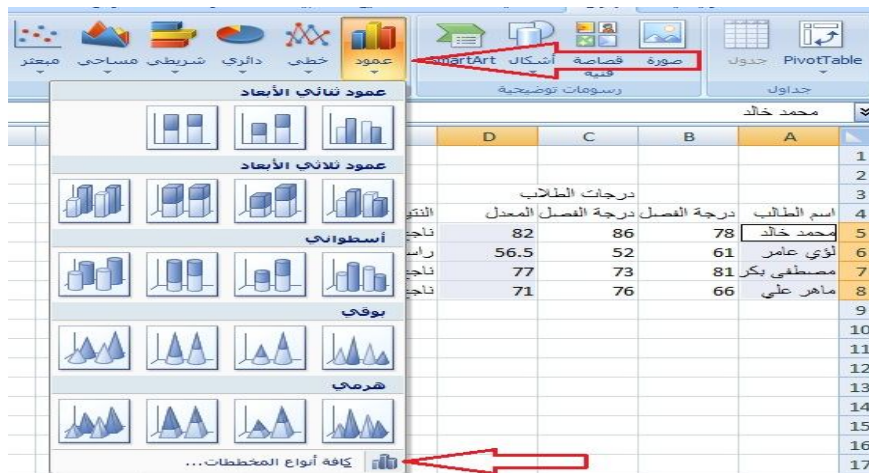 PivotTable جدول صورة قصاصة فنية أشكال SmartArt عمود خطي دائري شريطي مساحي مبعثر
جداول رسومات توضيحية
محمد خالد
A B C D
1
2
3 درجات الطلاب
4 اسم الطالب درجة الفصل درجة الفصل المعدل
5 محمد خالد 78 86 82
6 لؤي عامر 61 52 56.5
7 مصطفى بكر 81 73 77
8 ماهر علي 66 76 71
9
10
11
12
13
14
15
16
17
عمود ثنائي الأبعاد
عمود ثلاثي الأبعاد
أسطواني
بوقي
هرمي
كافة أنواع المخططات...